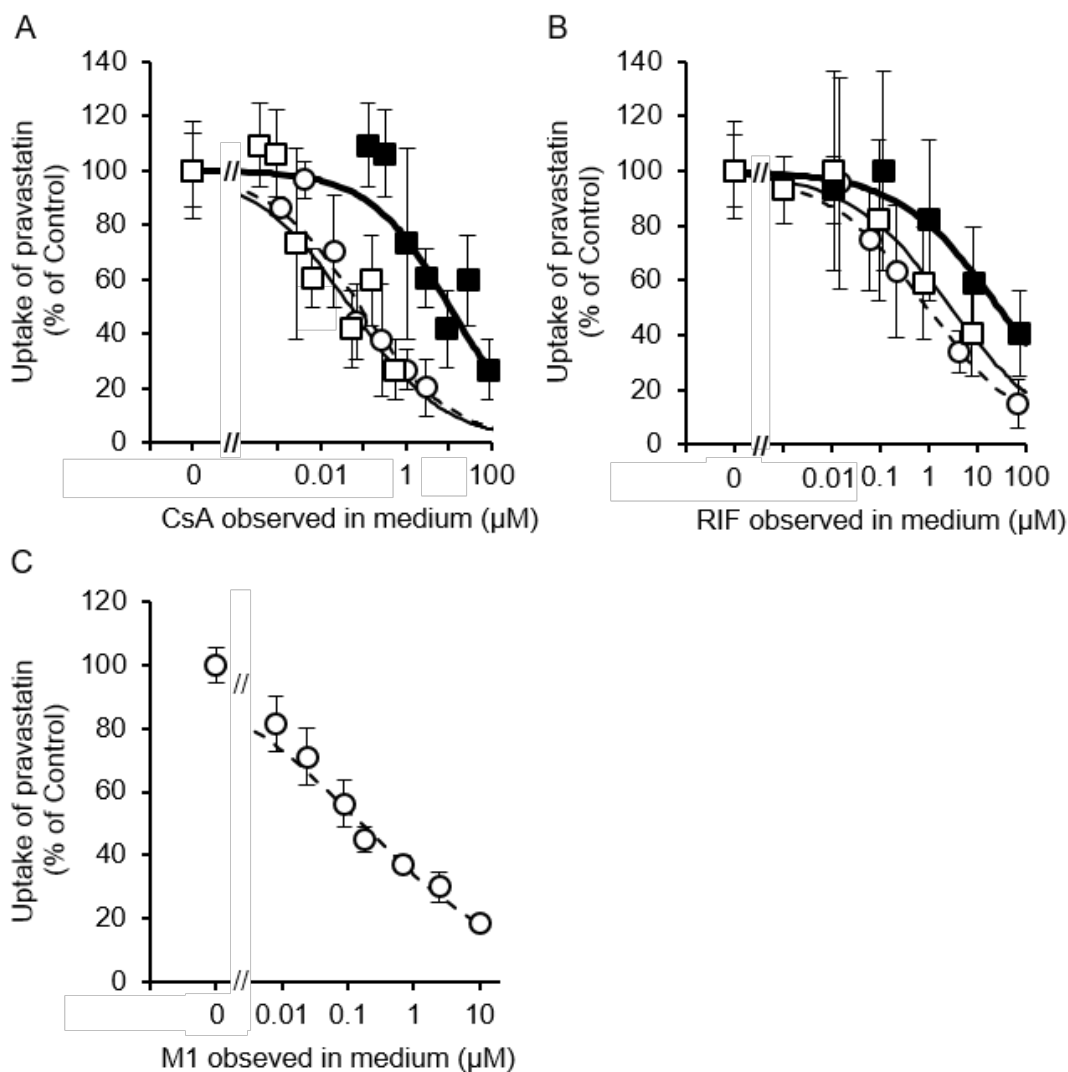 A
B
140
120
100
80
60
40
20
0
Uptake of pravastatin
(% of Control)
//
//
0 0.01 1 100
CsA observed in medium (µM)
140
120
100
80
60
40
20
0
Uptake of pravastatin
(% of Control)
//
//
0 0.01 0.1 1 10 100
RIF observed in medium (µM)
C
120
100
80
60
40
20
0
Uptake of pravastatin
(% of Control)
//
//
0 0.01 0.1 1 10
M1 obseved in medium (µM)